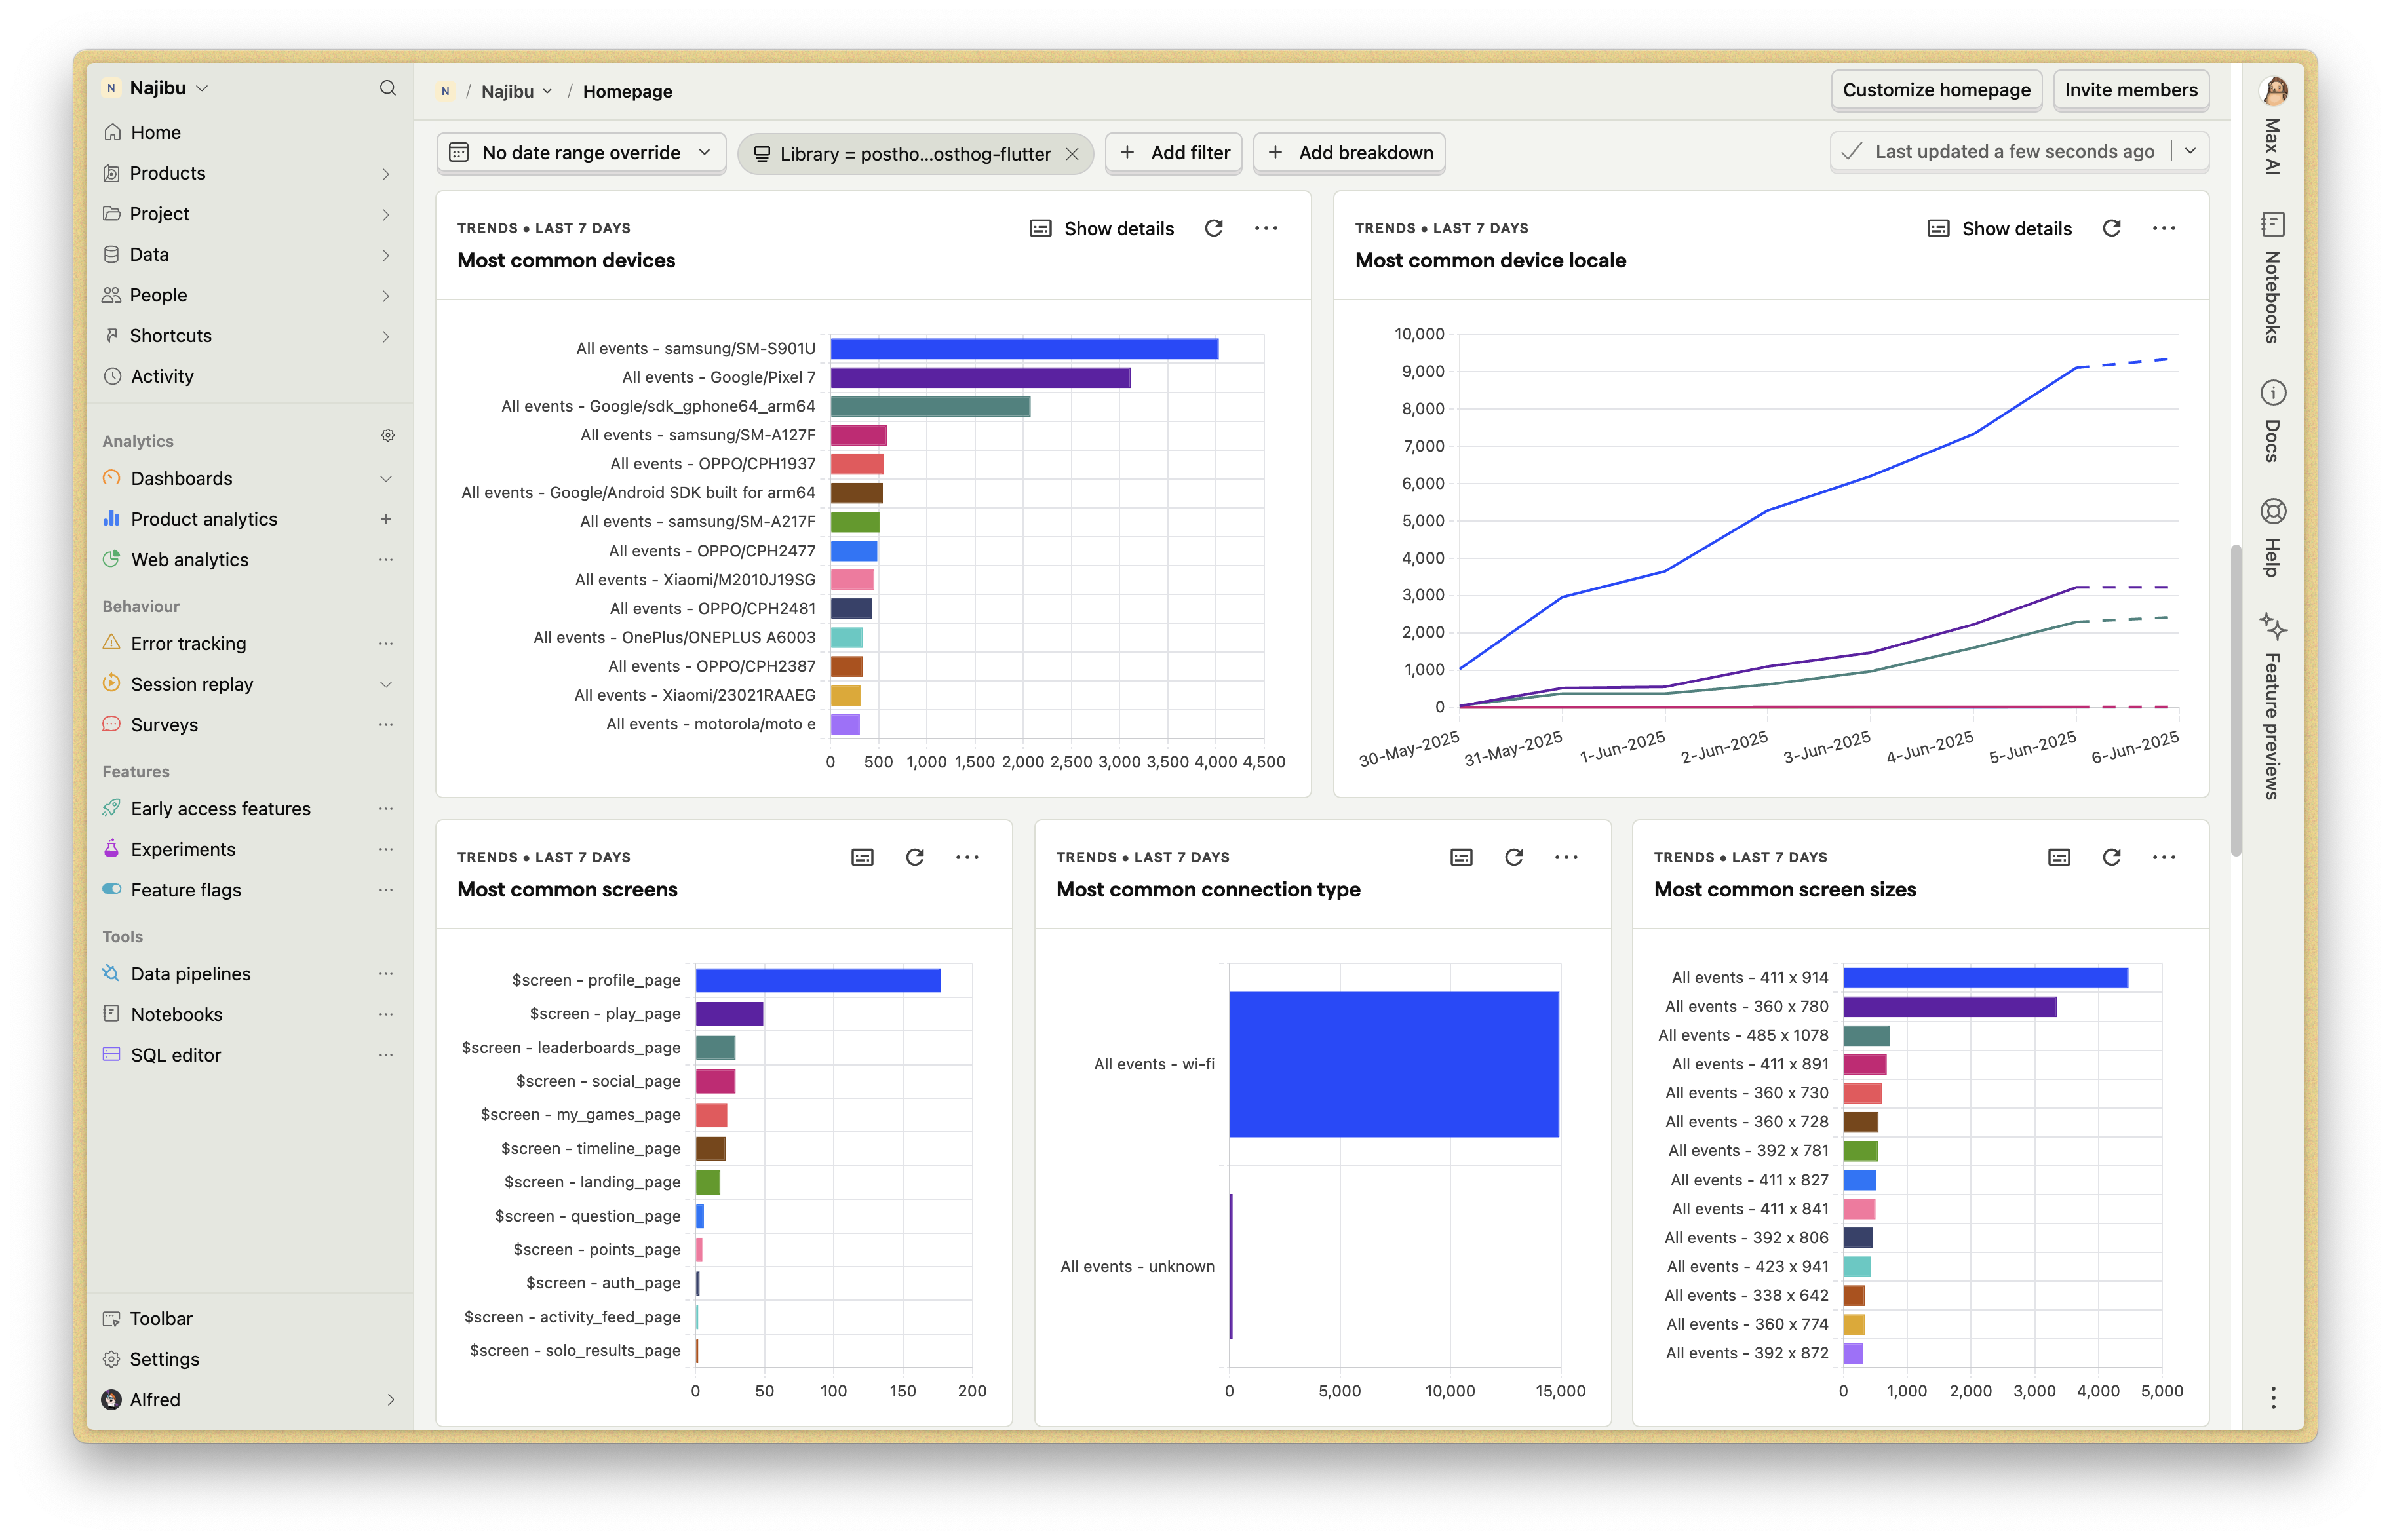 N Najibu
Home
Products
Project
Data
People
Shortcuts
Activity
Analytics
Dashboards
Product analytics
Web analytics
Behaviour
Error tracking
Session replay
Surveys
Features
Early access features
Experiments
Feature flags
Tools
Data pipelines
Notebooks
SQL editor
Toolbar
Settings
Alfred
N / Najibu / Homepage
Customize homepage
Invite members
No date range override
Library = postho...osthog-flutter
Add filter
Add breakdown
Last updated a few seconds ago
TRENDS • LAST 7 DAYS
Show details
Most common devices
All events - samsung/SM-S901U
All events - Google/Pixel 7
All events - Google/sdk_gphone64_arm64
All events - samsung/SM-A127F
All events - OPPO/CPH1937
All events - Google/Android SDK built for arm64
All events - samsung/SM-A217F
All events - OPPO/CPH2477
All events - Xiaomi/M2010J19SG
All events - OPPO/CPH2481
All events - OnePlus/ONEPLUS A6003
All events - OPPO/CPH2387
All events - Xiaomi/23021RAAEG
All events - motorola/moto e
0 500 1,000 1,500 2,000 2,500 3,000 3,500 4,000 4,500
TRENDS • LAST 7 DAYS
Show details
Most common device locale
10,000
9,000
8,000
7,000
6,000
5,000
4,000
3,000
2,000
1,000
0
30-May-2025 31-May-2025 1-Jun-2025 2-Jun-2025 3-Jun-2025 4-Jun-2025 5-Jun-2025 6-Jun-2025
TRENDS • LAST 7 DAYS
Most common screens
$screen - profile_page
$screen - play_page
$screen - leaderboards_page
$screen - social_page
$screen - my_games_page
$screen - timeline_page
$screen - landing_page
$screen - question_page
$screen - points_page
$screen - auth_page
$screen - activity_feed_page
$screen - solo_results_page
0 50 100 150 200
TRENDS • LAST 7 DAYS
Most common connection type
All events - wi-fi
All events - unknown
0 5,000 10,000 15,000
TRENDS • LAST 7 DAYS
Most common screen sizes
All events - 411 x 914
All events - 360 x 780
All events - 485 x 1078
All events - 411 x 891
All events - 360 x 730
All events - 360 x 728
All events - 392 x 781
All events - 411 x 827
All events - 411 x 841
All events - 392 x 806
All events - 423 x 941
All events - 338 x 642
All events - 360 x 774
All events - 392 x 872
0 1,000 2,000 3,000 4,000 5,000
Max AI
Notebooks
Docs
Help
Feature previews